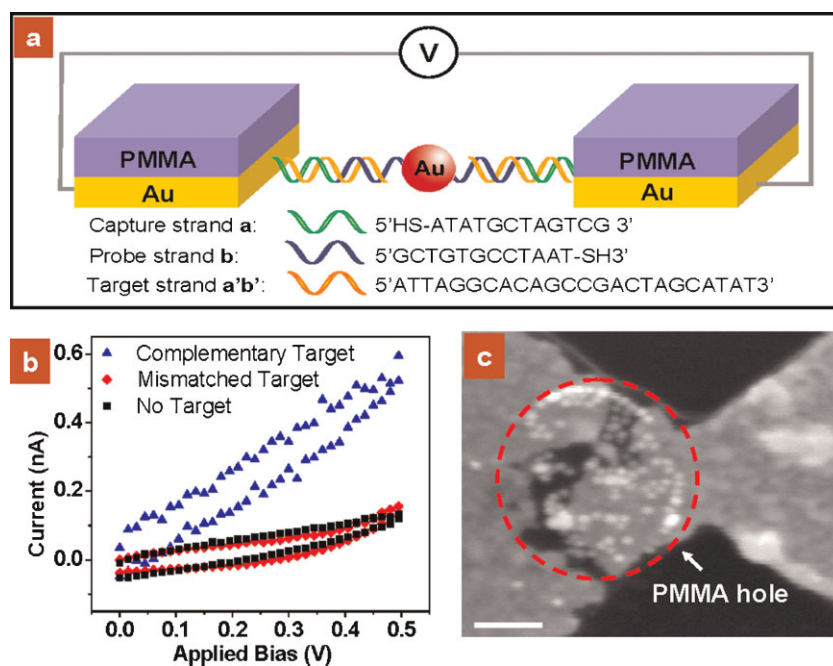 a
V
PMMA
Au
Au
PMMA
Au
Capture strand a: 5'HS-ATATGCTAGTCG 3'
Probe strand b: 5'GCTGTGCCTAAT-SH3'
Target strand a'b': 5'ATTAGGCACAGCCGACTAGCATAT3'
b
0.6
0.4
0.2
0.0
Current (nA)
Complementary Target
Mismatched Target
No Target
0.0 0.1 0.2 0.3 0.4 0.5
Applied Bias (V)
c
PMMA hole